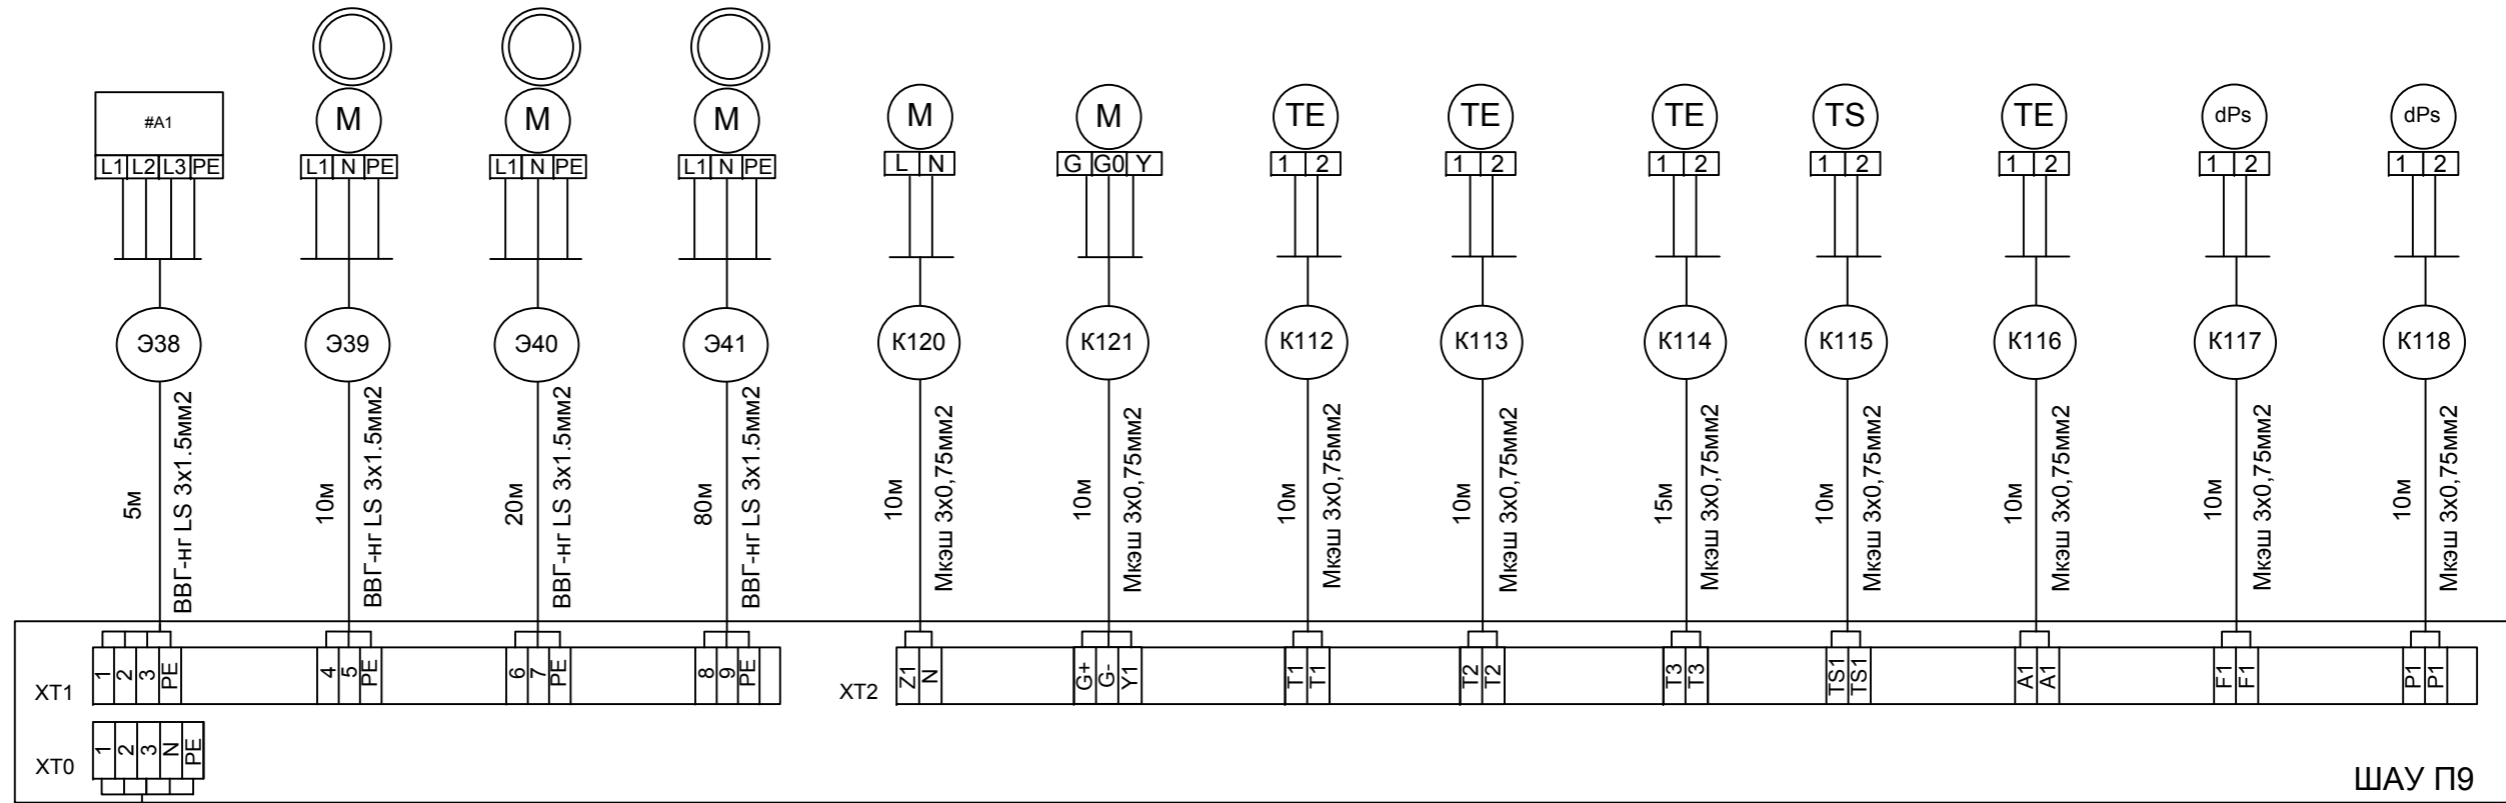 #A1 M M M M M TE TE TE TS TE dPs dPs
L1 L2 L3 PE L1 N PE L1 N PE L1 N PE L N G G0 Y 1 2 1 2 1 2 1 2 1 2 1 2 1 2
Э38 Э39 Э40 Э41 К120 К121 К112 К113 К114 К115 К116 К117 К118
5м
ВВГ-нг LS 3х1.5мм2
10м
ВВГ-нг LS 3х1.5мм2
20м
ВВГ-нг LS 3х1.5мм2
80м
ВВГ-нг LS 3х1.5мм2
10м
Мкэш 3х0,75мм2
10м
Мкэш 3х0,75мм2
10м
Мкэш 3х0,75мм2
10м
Мкэш 3х0,75мм2
15м
Мкэш 3х0,75мм2
10м
Мкэш 3х0,75мм2
10м
Мкэш 3х0,75мм2
10м
Мкэш 3х0,75мм2
10м
Мкэш 3х0,75мм2
XT1 1 2 3 PE 4 5 PE 6 7 PE 8 9 PE
XT2 Z1 N G+ G- Y1 T1 T1 T2 T2 T3 T3 TS1 TS1 A1 A1 F1 F1 P1 P1
XT0 1 2 3 N PE
ШАУ П9